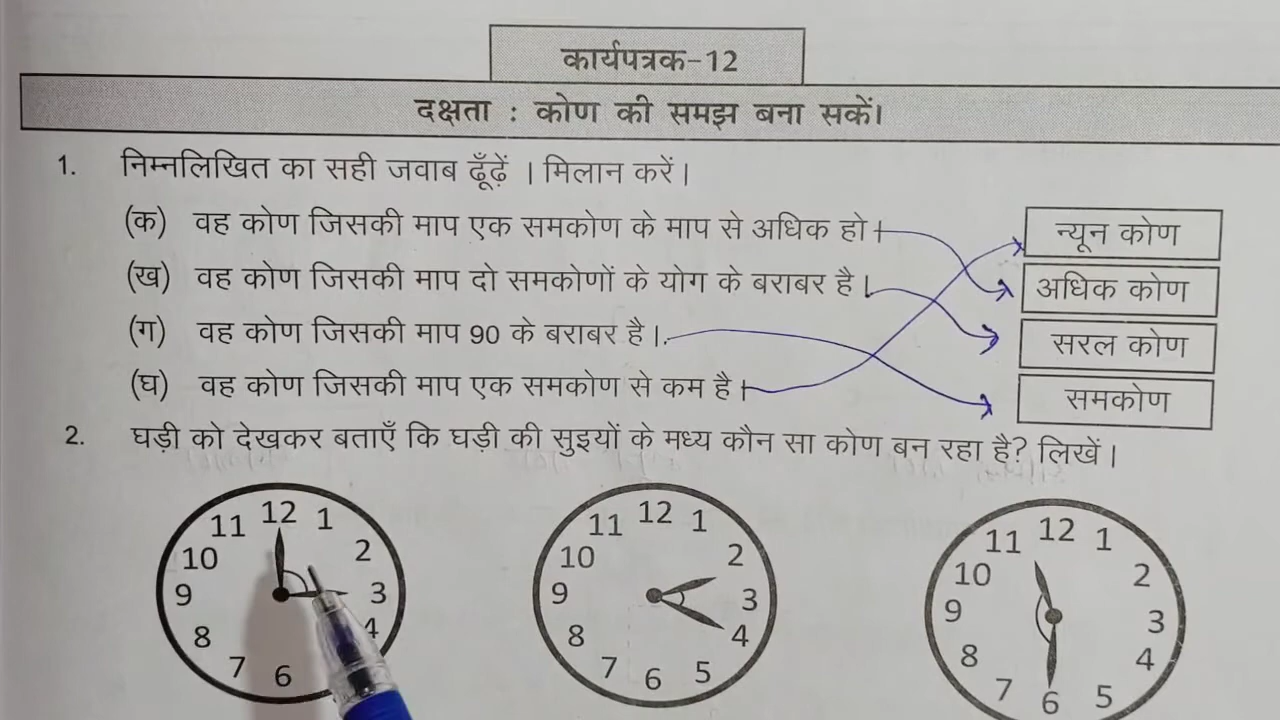 कार्यपत्रक-12
दक्षता : कोण की समझ बना सकें।
1. निम्नलिखित का सही जवाब ढूँढ़ें । मिलान करें।
(क) वह कोण जिसकी माप एक समकोण के माप से अधिक हो। न्यून कोण
(ख) वह कोण जिसकी माप दो समकोणों के योग के बराबर है। अधिक कोण
(ग) वह कोण जिसकी माप 90 के बराबर है। सरल कोण
(घ) वह कोण जिसकी माप एक समकोण से कम है। समकोण
2. घड़ी को देखकर बताएँ कि घड़ी की सुइयों के मध्य कौन सा कोण बन रहा है? लिखें।
12 1 2 3 4 6 7 8 9 10 11
12 1 2 3 4 5 6 7 8 9 10 11
12 1 2 3 4 5 6 7 8 9 10 11